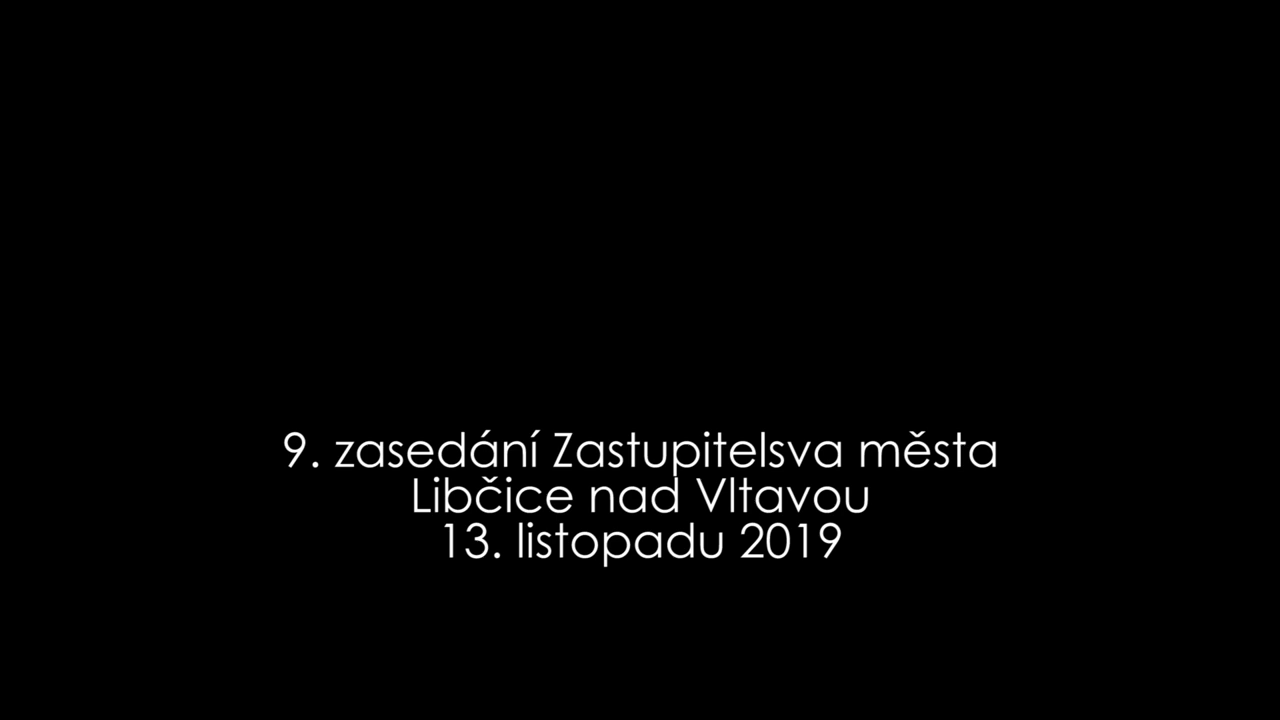 9. zasedání Zastupitelsva města
Libčice nad Vltavou
13. listopadu 2019